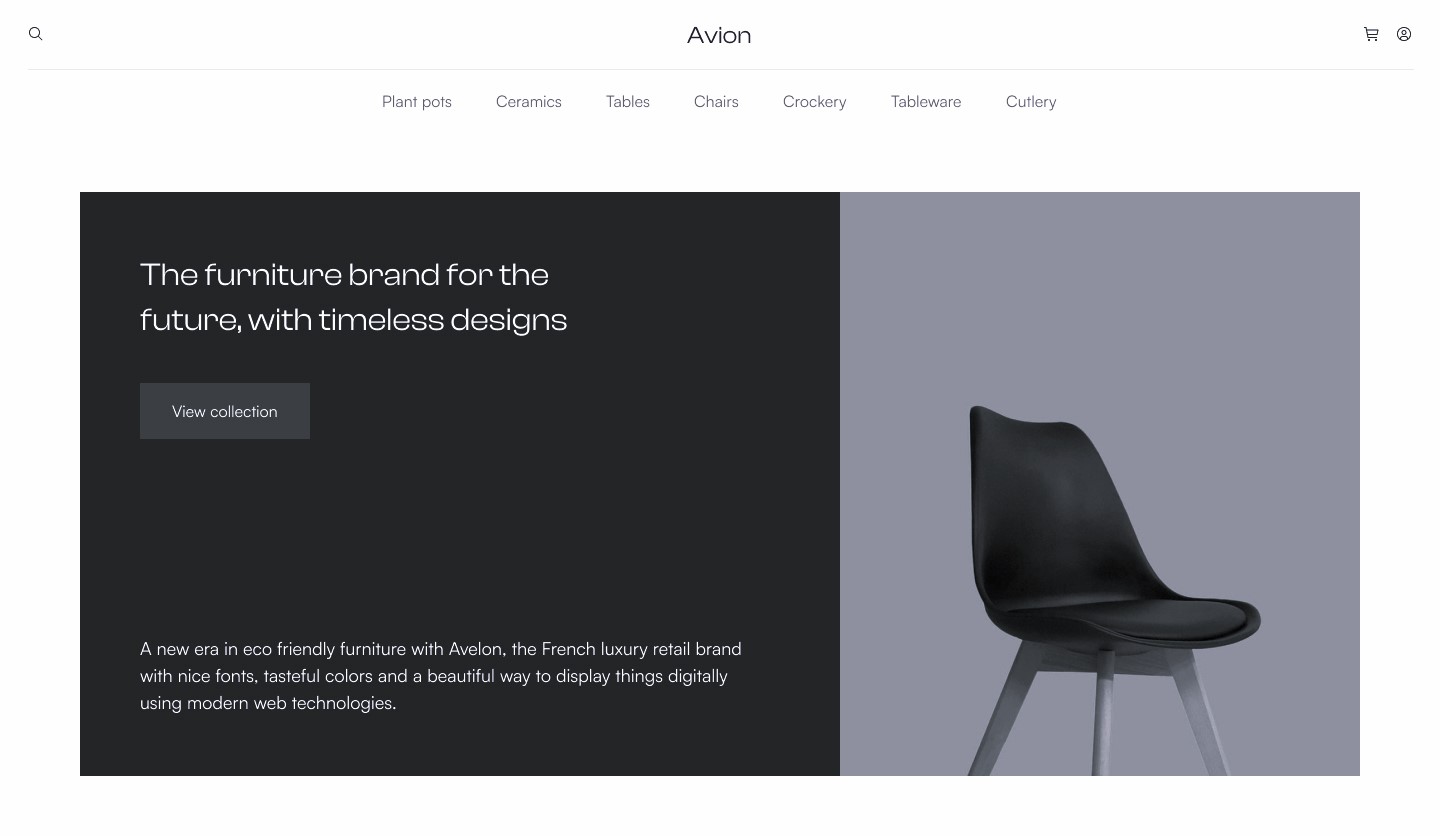 Avion
Plant pots Ceramics Tables Chairs Crockery Tableware Cutlery
The furniture brand for the
future, with timeless designs
View collection
A new era in eco friendly furniture with Avelon, the French luxury retail brand
with nice fonts, tasteful colors and a beautiful way to display things digitally
using modern web technologies.